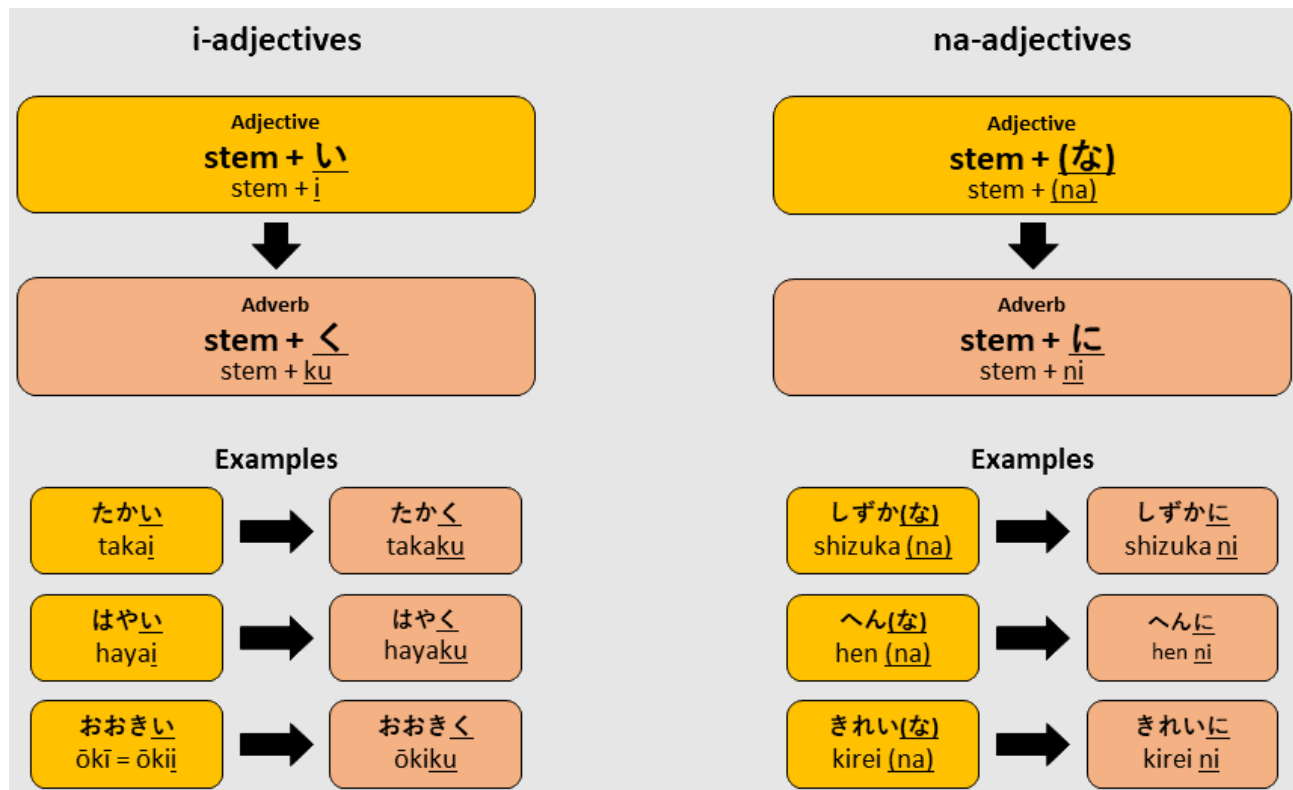 i-adjectives
Adjective
stem + い
stem + i
Adverb
stem + く
stem + ku
Examples
たかい
takai
たかく
takaku
はやい
hayai
はやく
hayaku
おおきい
ōkī = ōkii
おおきく
ōkiku
na-adjectives
Adjective
stem + (な)
stem + (na)
Adverb
stem + に
stem + ni
Examples
しずか(な)
shizuka (na)
しずかに
shizuka ni
へん(な)
hen (na)
へんに
hen ni
きれい(な)
kirei (na)
きれいに
kirei ni